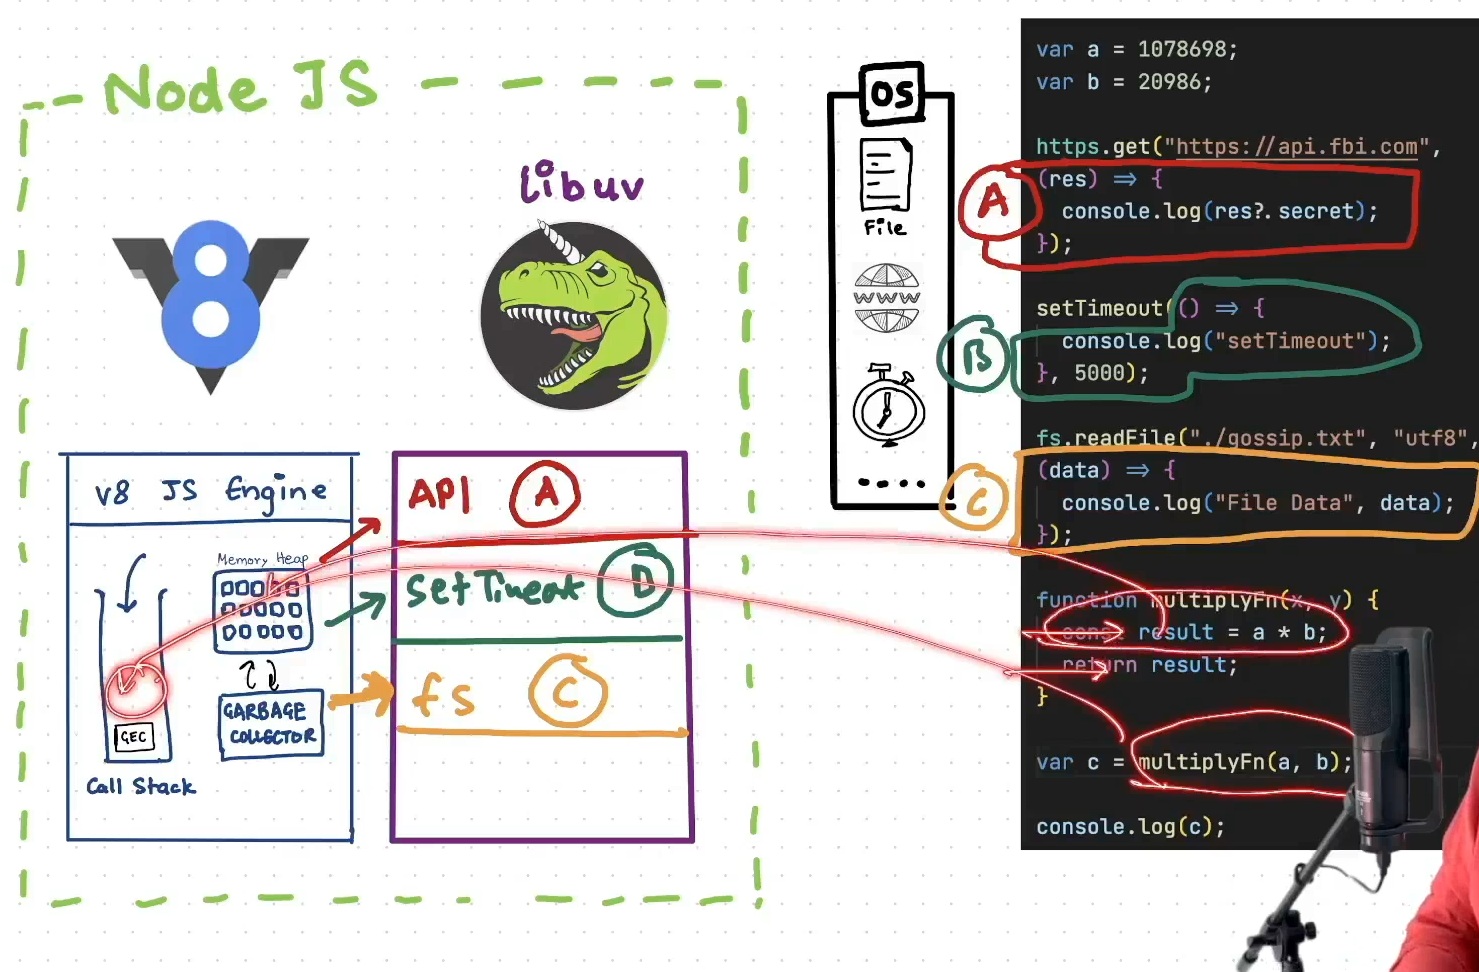 Node JS
libuv
V8
V8 JS Engine
Memory Heap
GARBAGE
COLLECTOR
GEC
Call Stack
API A
setTimeout B
fs C
OS
File
WWW
A
B
C
var a = 1078698;
var b = 20986;
https.get("https://api.fbi.com",
(res) => {
console.log(res?.secret);
});
setTimeout(() => {
console.log("setTimeout");
}, 5000);
fs.readFile("./gossip.txt", "utf8",
(data) => {
console.log("File Data", data);
});
function multiplyFn(x, y) {
const result = a * b;
return result;
}
var c = multiplyFn(a, b);
console.log(c);